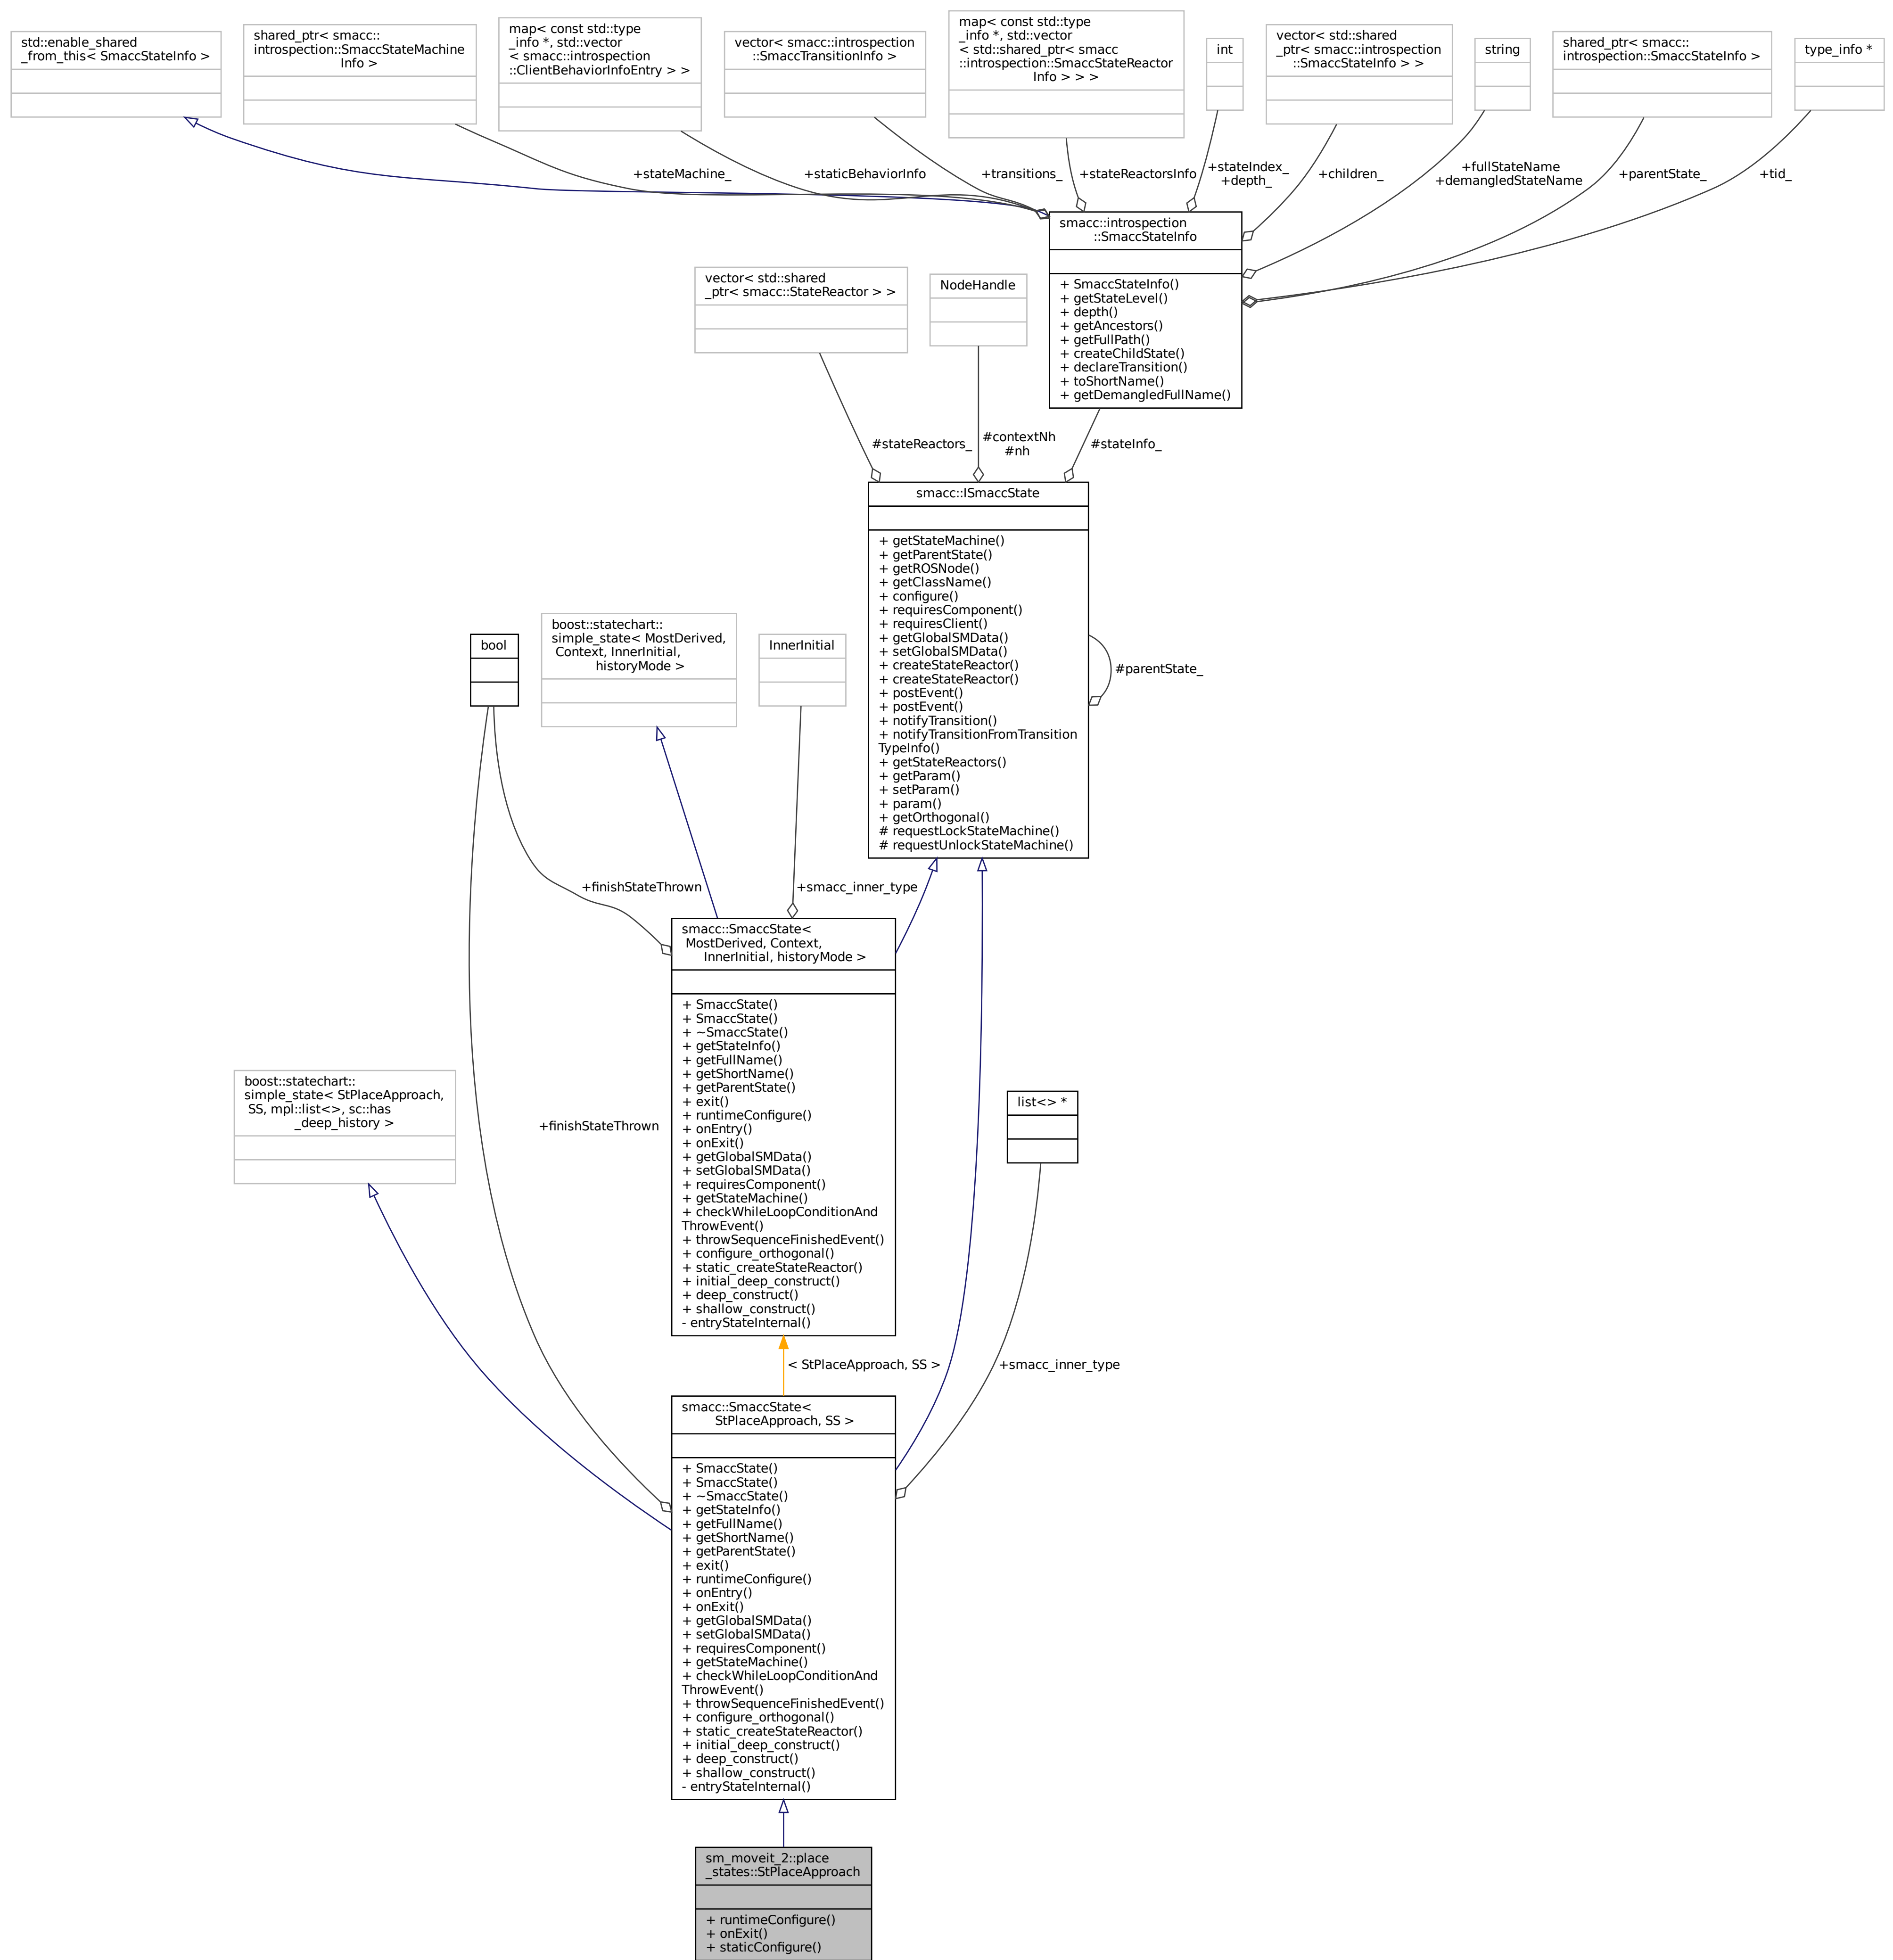 std::enable_shared
_from_this< SmaccStateInfo >
shared_ptr< smacc::
introspection::SmaccStateMachine
Info >
map< const std::type
_info *, std::vector
< smacc::introspection
::ClientBehaviorInfoEntry > >
vector< smacc::introspection
::SmaccTransitionInfo >
map< const std::type
_info *, std::vector
< std::shared_ptr< smacc
::introspection::SmaccStateReactor
Info > > >
int
vector< std::shared
_ptr< smacc::introspection
::SmaccStateInfo > >
string
shared_ptr< smacc::
introspection::SmaccStateInfo >
type_info *
+stateMachine_
+staticBehaviorInfo
+transitions_
+stateReactorsInfo
+stateIndex_
+depth_
+children_
+fullStateName
+demangledStateName
+parentState_
+tid_
smacc::introspection
::SmaccStateInfo
+ SmaccStateInfo()
+ getStateLevel()
+ depth()
+ getAncestors()
+ getFullPath()
+ createChildState()
+ declareTransition()
+ toShortName()
+ getDemangledFullName()
vector< std::shared
_ptr< smacc::StateReactor > >
NodeHandle
#stateReactors_
#contextNh
#nh
#stateInfo_
smacc::ISmaccState
+ getStateMachine()
+ getParentState()
+ getROSNode()
+ getClassName()
+ configure()
+ requiresComponent()
+ requiresClient()
+ getGlobalSMData()
+ setGlobalSMData()
+ createStateReactor()
+ createStateReactor()
+ postEvent()
+ postEvent()
+ notifyTransition()
+ notifyTransitionFromTransition
TypeInfo()
+ getStateReactors()
+ getParam()
+ setParam()
+ param()
+ getOrthogonal()
# requestLockStateMachine()
# requestUnlockStateMachine()
#parentState_
bool
boost::statechart::
simple_state< MostDerived,
Context, InnerInitial,
historyMode >
InnerInitial
+finishStateThrown
+smacc_inner_type
smacc::SmaccState<
MostDerived, Context,
InnerInitial, historyMode >
+ SmaccState()
+ SmaccState()
+ ~SmaccState()
+ getStateInfo()
+ getFullName()
+ getShortName()
+ getParentState()
+ exit()
+ runtimeConfigure()
+ onEntry()
+ onExit()
+ getGlobalSMData()
+ setGlobalSMData()
+ requiresComponent()
+ getStateMachine()
+ checkWhileLoopConditionAnd
ThrowEvent()
+ throwSequenceFinishedEvent()
+ configure_orthogonal()
+ static_createStateReactor()
+ initial_deep_construct()
+ deep_construct()
+ shallow_construct()
- entryStateInternal()
boost::statechart::
simple_state< StPlaceApproach,
SS, mpl::list<>, sc::has
_deep_history >
+finishStateThrown
list<> *
< StPlaceApproach, SS >
+smacc_inner_type
smacc::SmaccState<
StPlaceApproach, SS >
+ SmaccState()
+ SmaccState()
+ ~SmaccState()
+ getStateInfo()
+ getFullName()
+ getShortName()
+ getParentState()
+ exit()
+ runtimeConfigure()
+ onEntry()
+ onExit()
+ getGlobalSMData()
+ setGlobalSMData()
+ requiresComponent()
+ getStateMachine()
+ checkWhileLoopConditionAnd
ThrowEvent()
+ throwSequenceFinishedEvent()
+ configure_orthogonal()
+ static_createStateReactor()
+ initial_deep_construct()
+ deep_construct()
+ shallow_construct()
- entryStateInternal()
sm_moveit_2::place
_states::StPlaceApproach
+ runtimeConfigure()
+ onExit()
+ staticConfigure()